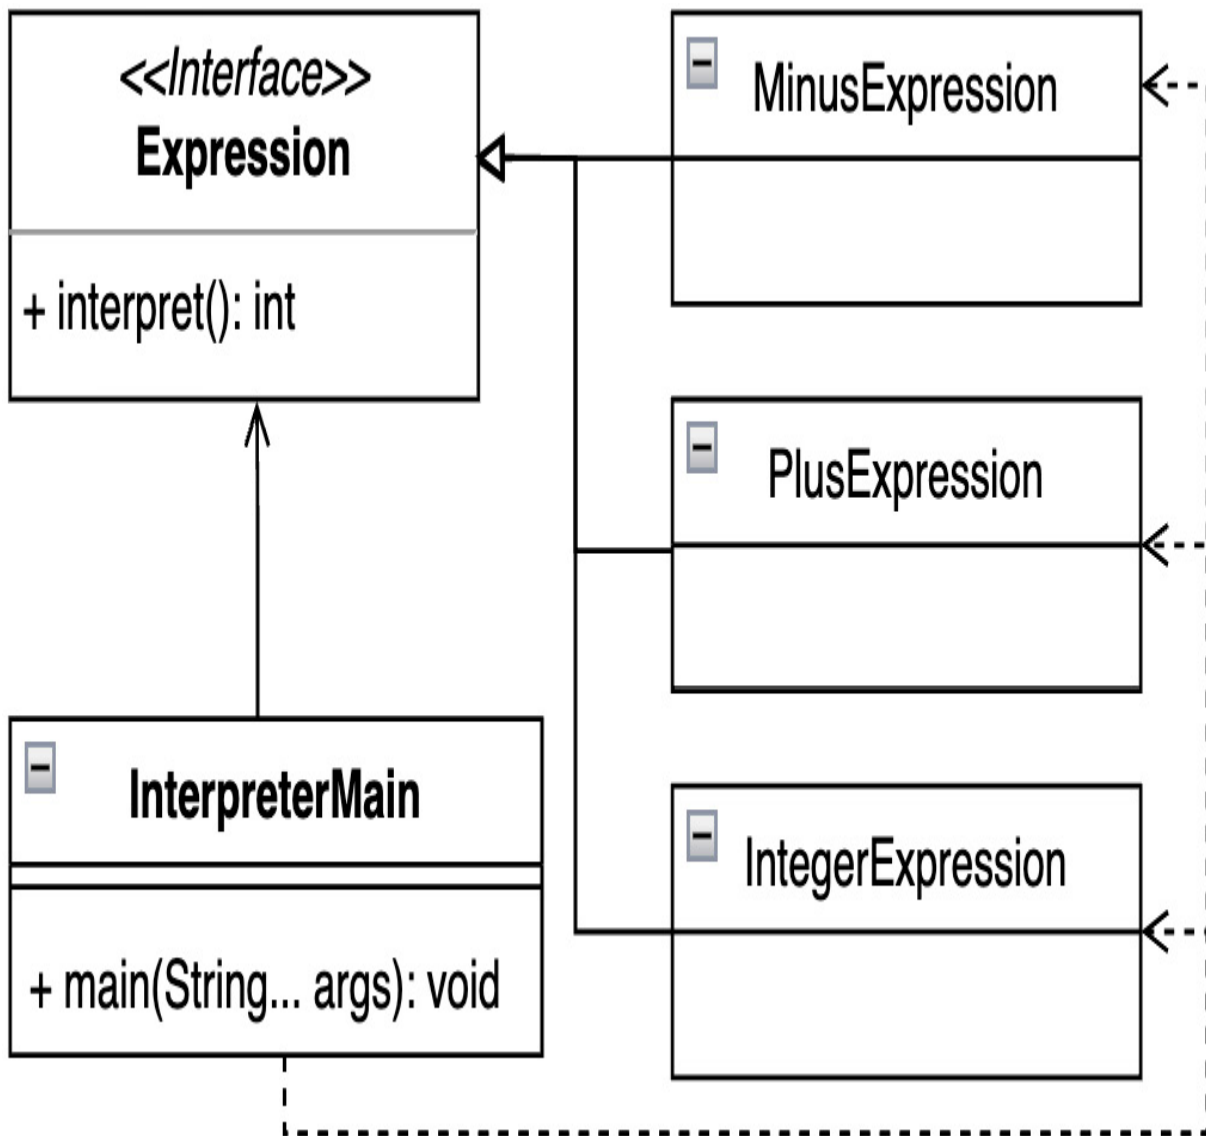 <<Interface>>
Expression
+ interpret(): int
MinusExpression
PlusExpression
IntegerExpression
InterpreterMain
+ main(String... args): void